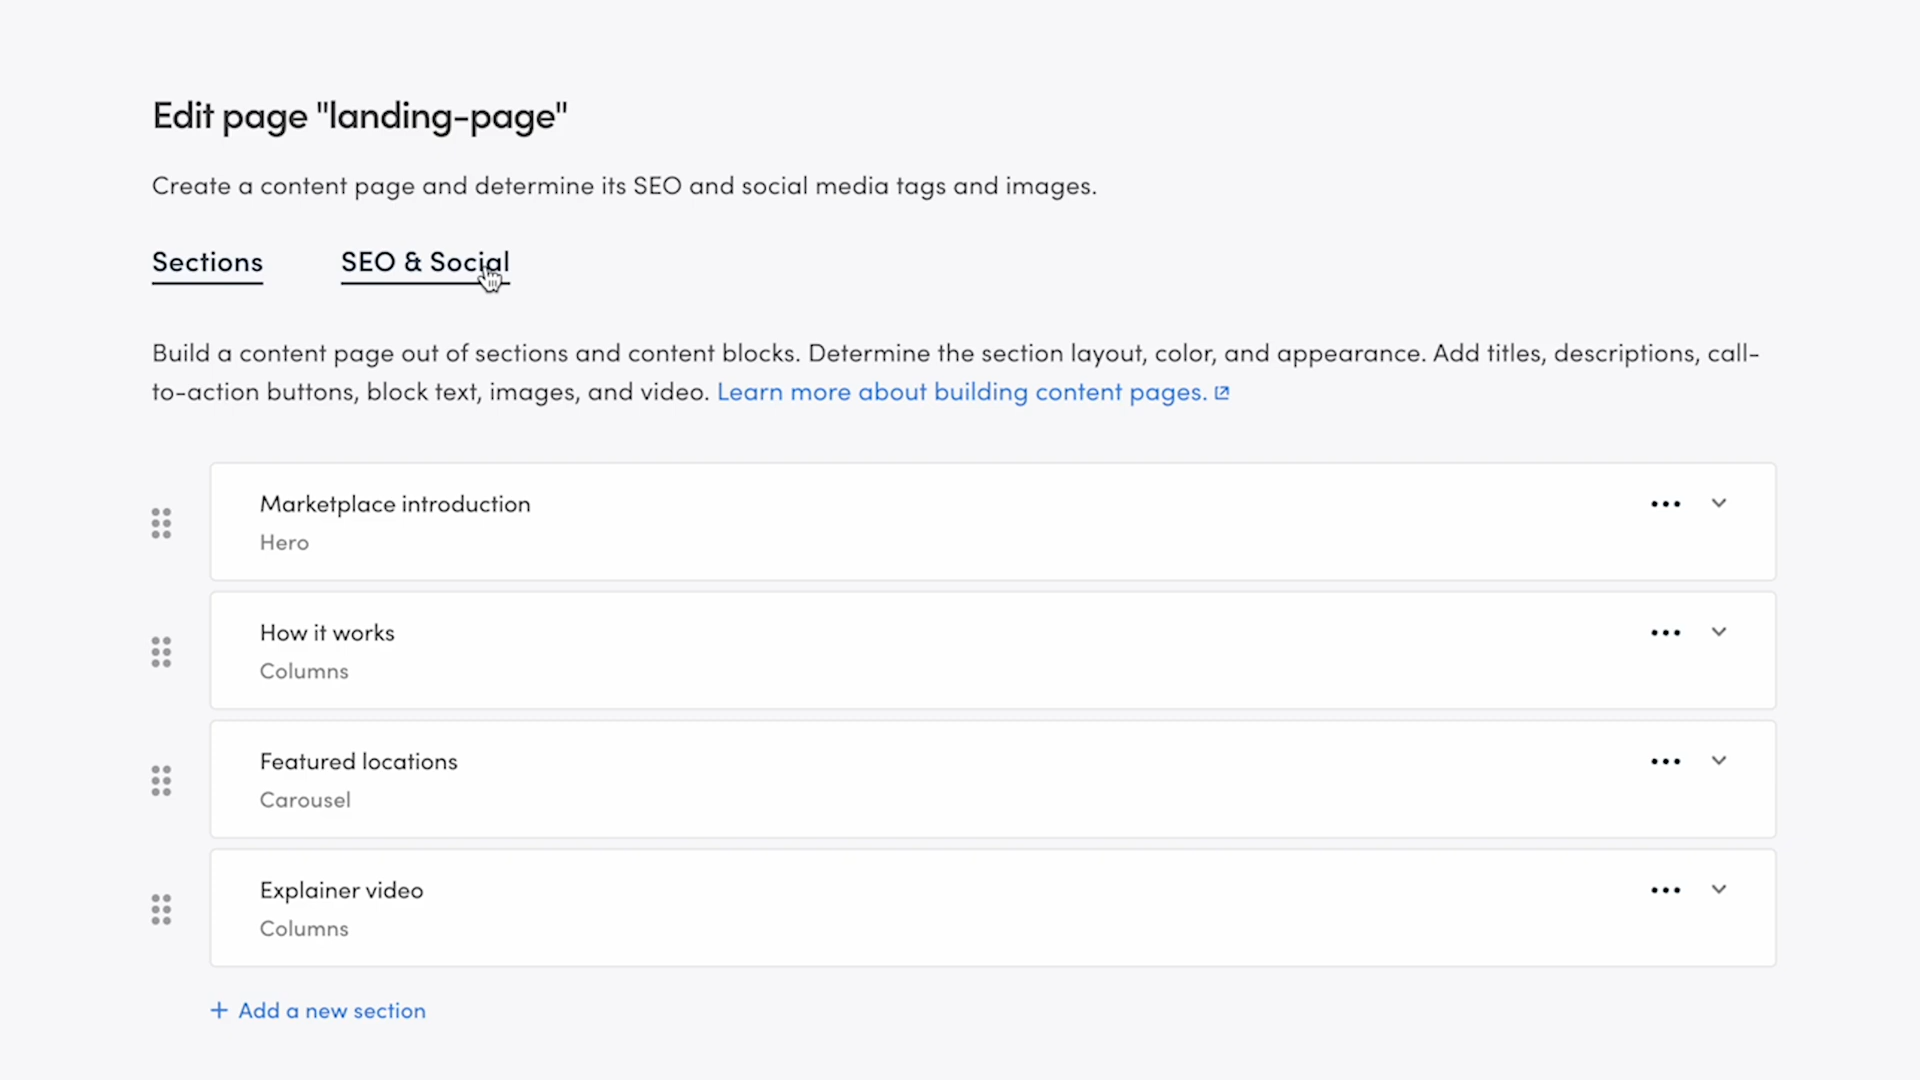 Edit page "landing-page"
Create a content page and determine its SEO and social media tags and images.
Sections
SEO & Social
Build a content page out of sections and content blocks. Determine the section layout, color, and appearance. Add titles, descriptions, call-
to-action buttons, block text, images, and video. Learn more about building content pages.
Marketplace introduction
Hero
How it works
Columns
Featured locations
Carousel
Explainer video
Columns
+ Add a new section